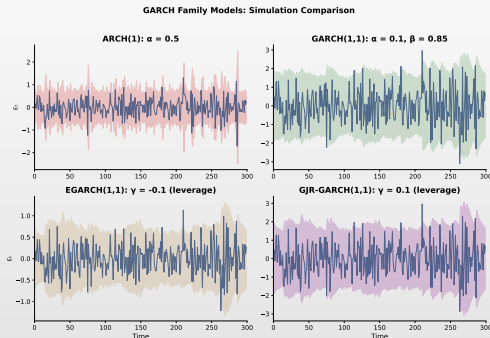 GARCH Family Models: Simulation Comparison
ARCH(1): α = 0.5
GARCH(1,1): α = 0.1, β = 0.85
εₜ
2
1
0
−1
−2
0 50 100 150 200 250 300
3
2
1
0
−1
−2
−3
0 50 100 150 200 250 300
EGARCH(1,1): γ = -0.1 (leverage)
GJR-GARCH(1,1): γ = 0.1 (leverage)
εₜ
1.0
0.5
0.0
−0.5
−1.0
0 50 100 150 200 250 300
Time
3
2
1
0
−1
−2
−3
0 50 100 150 200 250 300
Time